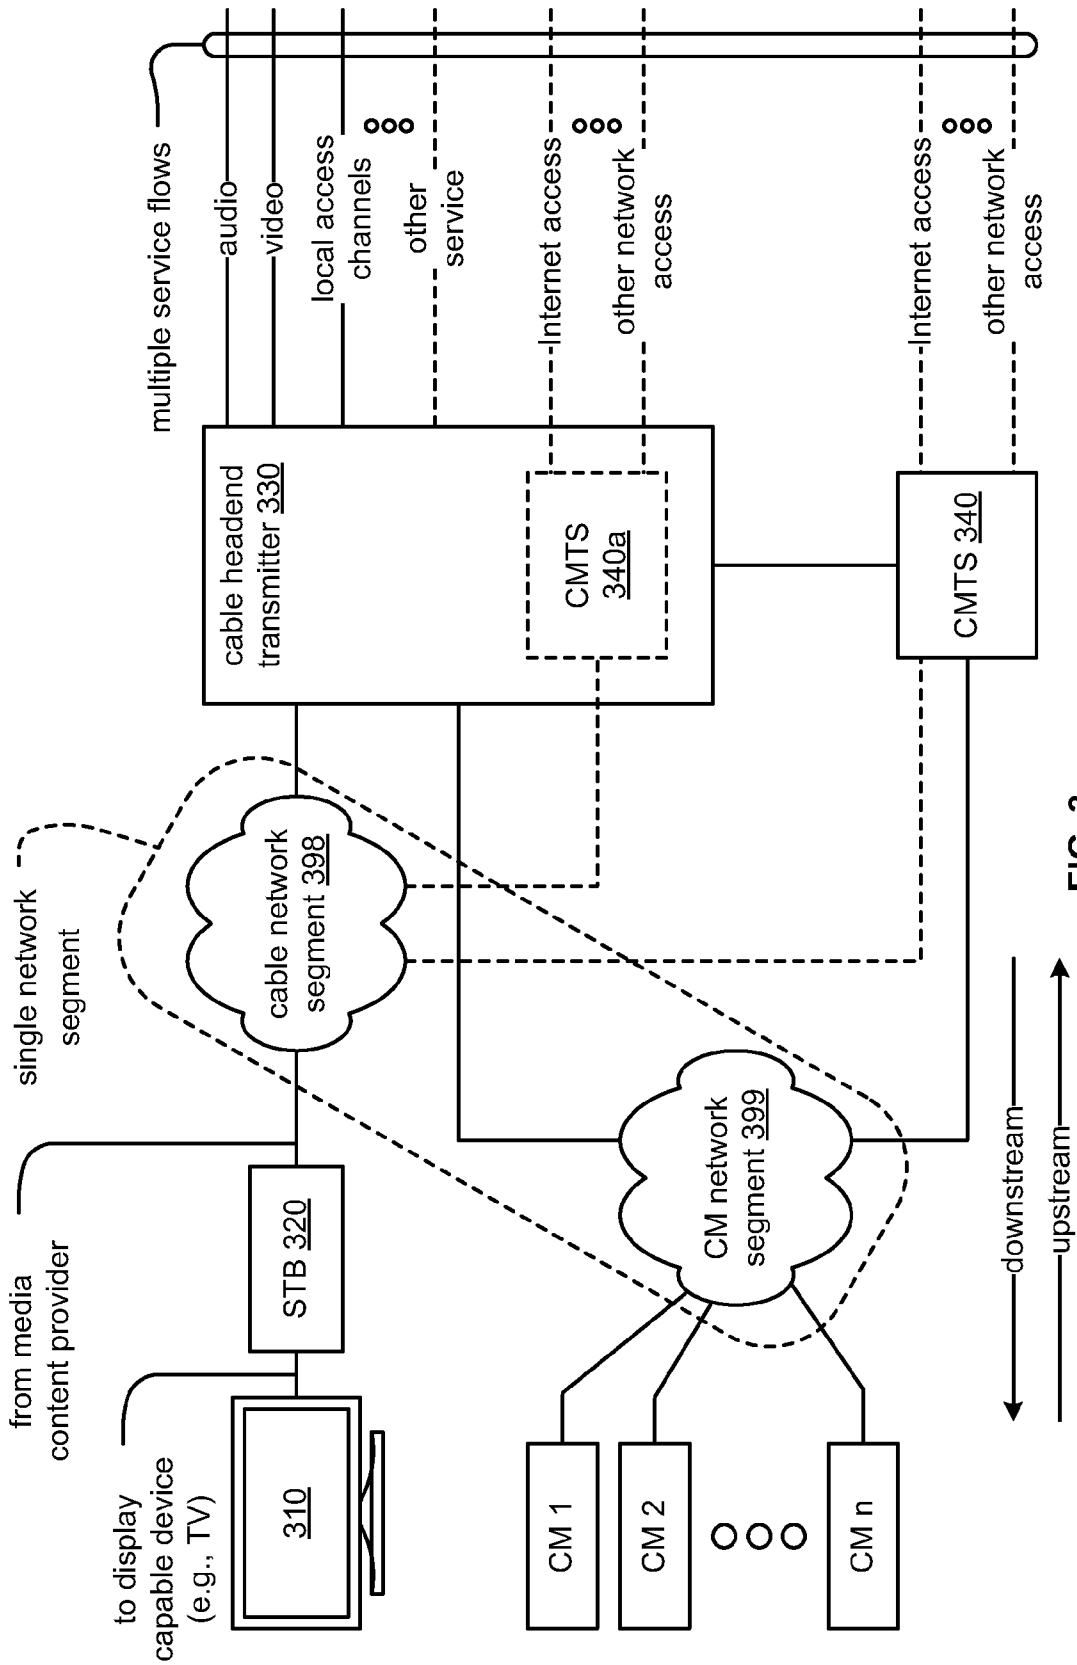 multiple service flows
audio
video
local access
channels
other
service
Internet access
other network
access
Internet access
other network
access
cable headend
transmitter 330
CMTS
340a
CMTS 340
single network
segment
cable network
segment 398
CM network
segment 399
from media
content provider
STB 320
to display
capable device
(e.g., TV)
310
CM 1
CM 2
CM n
downstream
upstream